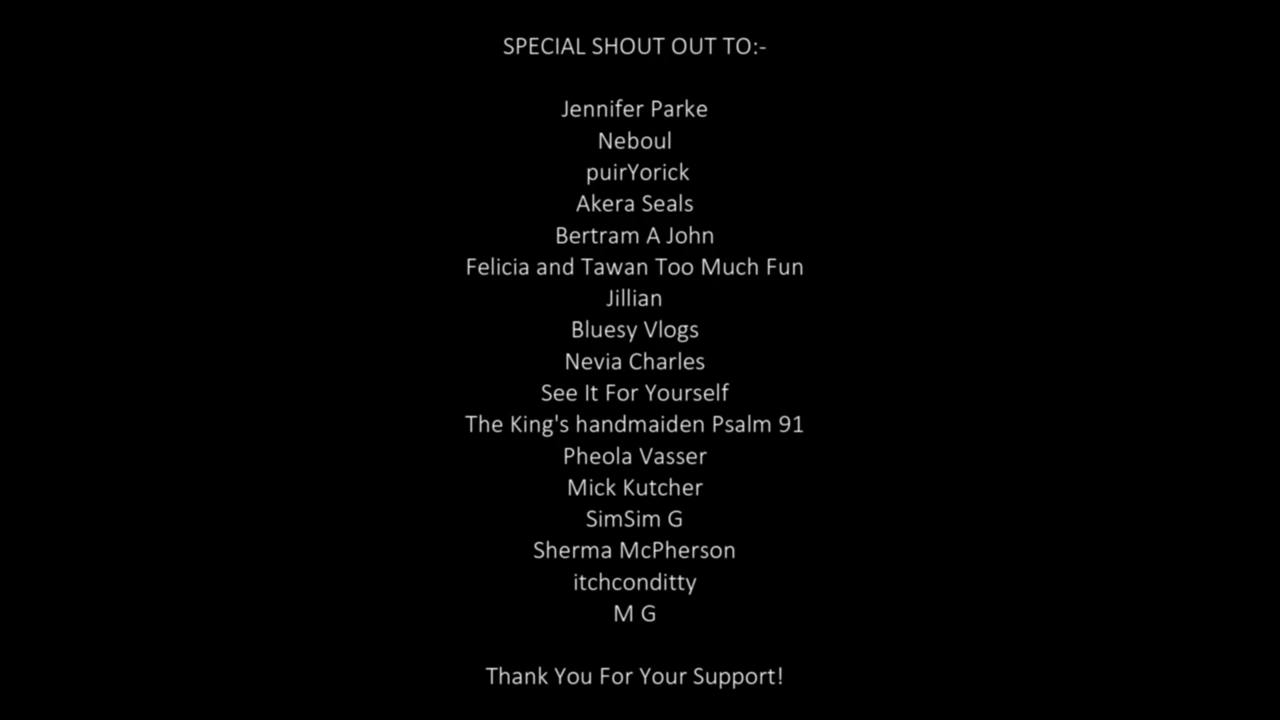 SPECIAL SHOUT OUT TO:-
Jennifer Parke
Neboul
puirYorick
Akera Seals
Bertram A John
Felicia and Tawan Too Much Fun
Jillian
Bluesy Vlogs
Nevia Charles
See It For Yourself
The King's handmaiden Psalm 91
Pheola Vasser
Mick Kutcher
SimSim G
Sherma McPherson
itchconditty
M G
Thank You For Your Support!